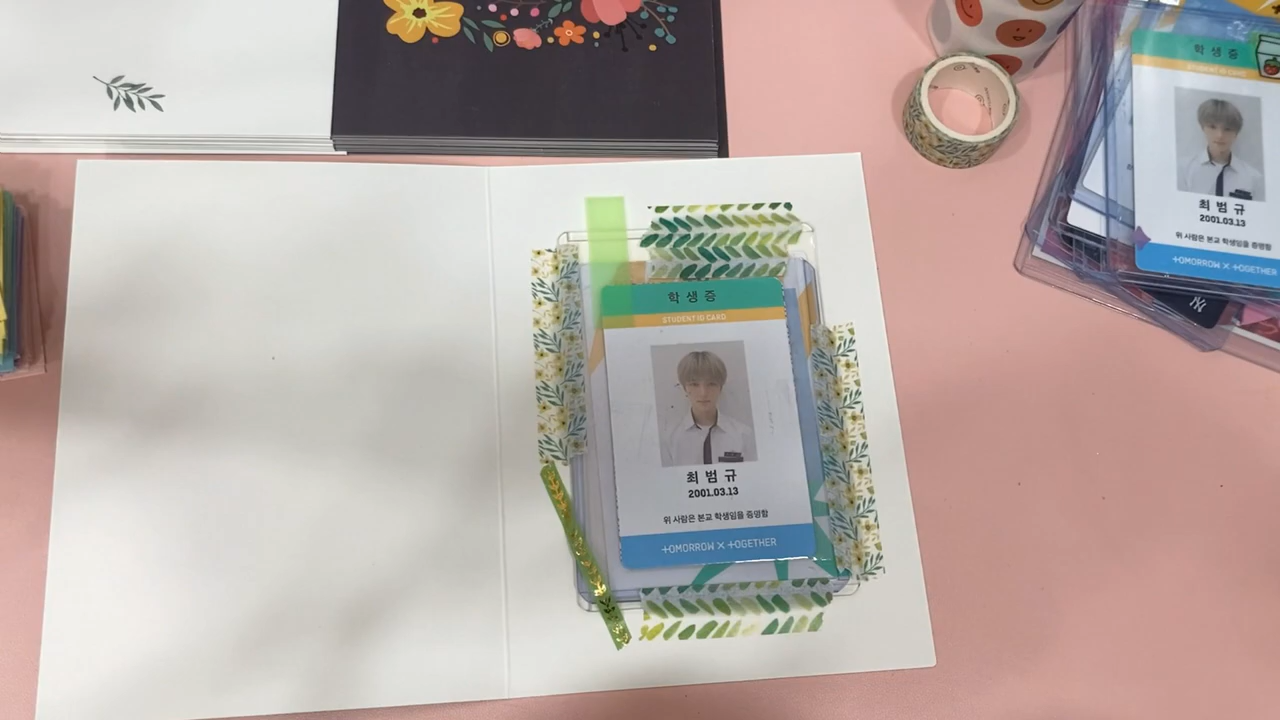 학생증
STUDENT ID CARD
최범규
2001.03.13
위 사람은 본교 학생임을 증명함
TOMORROW X TOGETHER
학생증
STUDENT ID CARD
최범규
2001.03.13
위 사람은 본교 학생임을 증명함
TOMORROW X TOGETHER